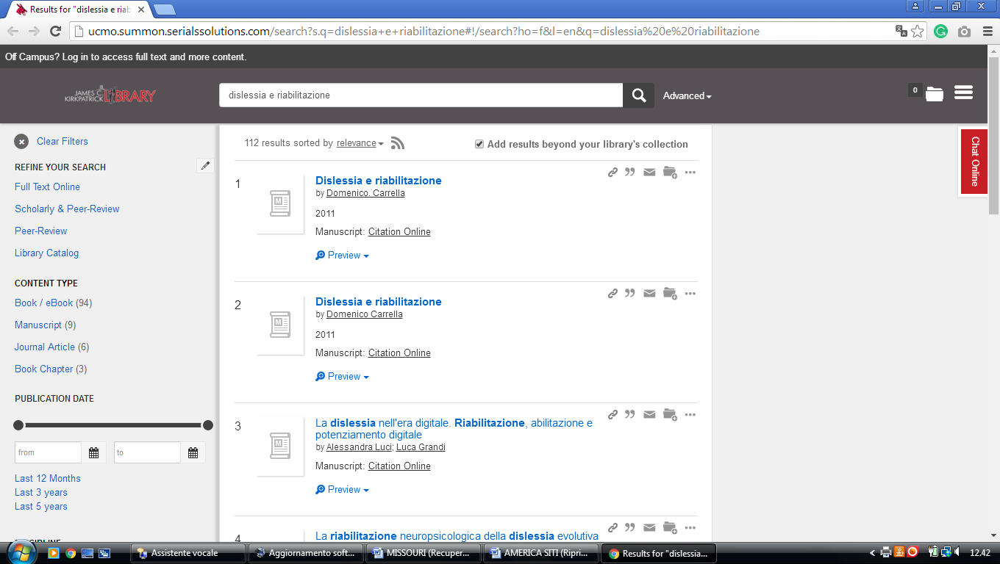 Results for "dislessia e riab
ucmo.summon.serialssolutions.com/search?s.q=dislessia+e+riabilitazione#!/search?ho=f&l=en&q=dislessia%20e%20riabilitazione
Off Campus? Log in to access full text and more content.
JAMES C. KIRKPATRICK LIBRARY
dislessia e riabilitazione
Advanced
0
Clear Filters
REFINE YOUR SEARCH
Full Text Online
Scholarly & Peer-Review
Peer-Review
Library Catalog
CONTENT TYPE
Book / eBook (94)
Manuscript (9)
Journal Article (6)
Book Chapter (3)
PUBLICATION DATE
from
to
Last 12 Months
Last 3 years
Last 5 years
112 results sorted by relevance
Add results beyond your library's collection
1
Dislessia e riabilitazione
by Domenico. Carrella
2011
Manuscript: Citation Online
Preview
2
Dislessia e riabilitazione
by Domenico Carrella
2011
Manuscript: Citation Online
Preview
3
La dislessia nell'era digitale. Riabilitazione, abilitazione e
potenziamento digitale
by Alessandra Luci; Luca Grandi
Manuscript: Citation Online
Preview
4
La riabilitazione neuropsicologica della dislessia evolutiva
Chat Online
Assistente vocale
Aggiornamento soft...
MISSOURI (Recuper...
AMERICA SITI (Ripri...
Results for "dislessia...
12.42